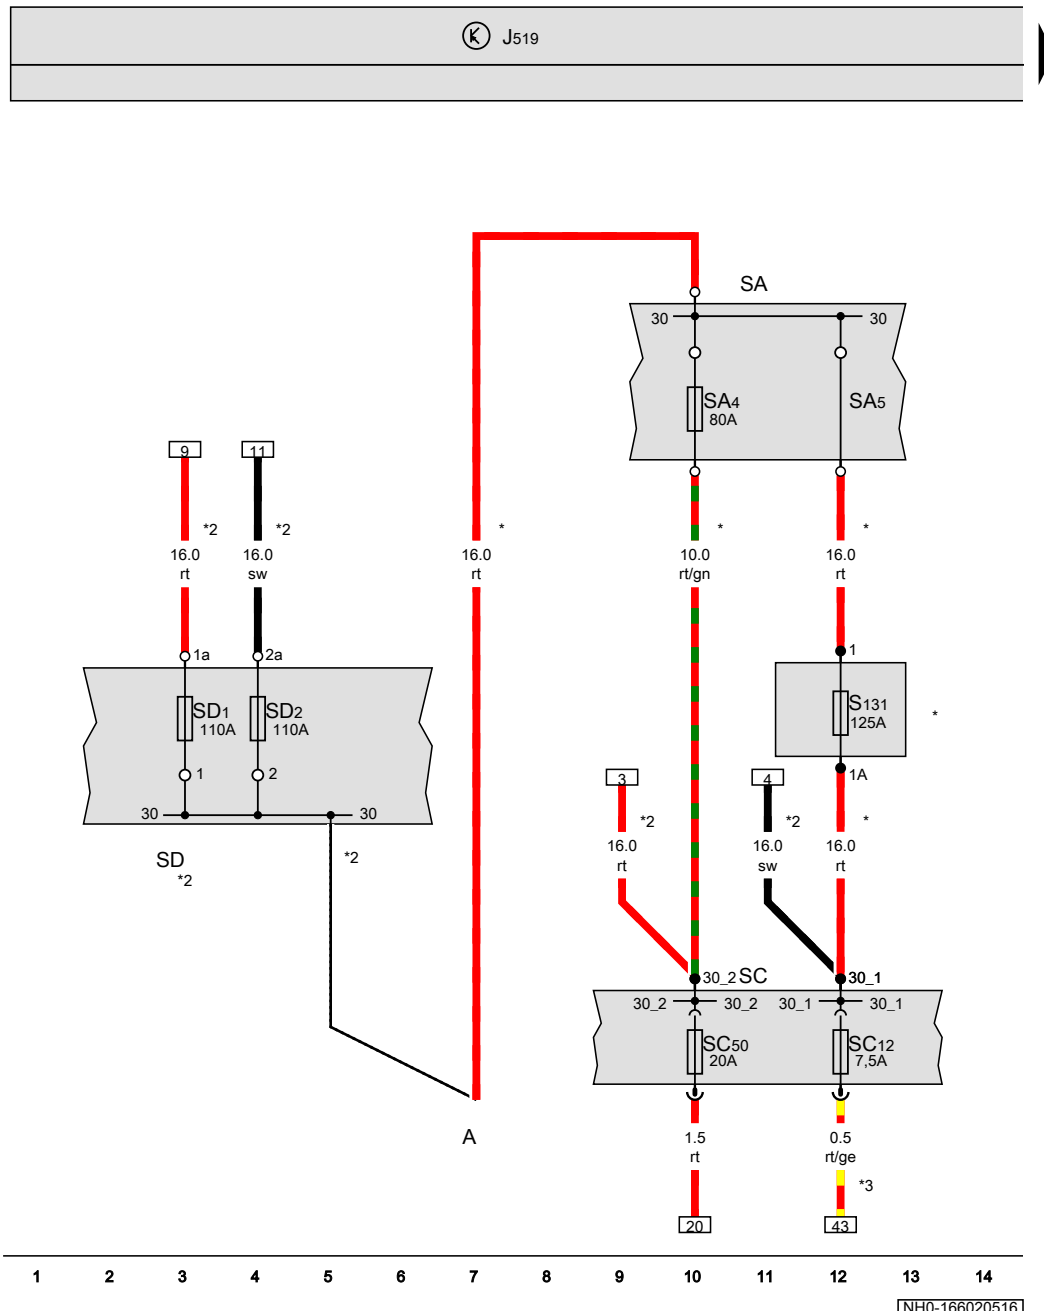 J519
SA
30 30
SA4 SA5
80A
9 11
*2 *2 * * *
16.0 16.0 16.0 10.0 16.0
rt sw rt rt/gn rt
1a 2a 1
SD1 SD2 S131
110A 110A 125A
*
1 2 3 4 1A
30 30 *2 *2 *
16.0 16.0 16.0
SD *2 rt sw rt
*2
30_2 SC 30_1
30_2 30_2 30_1 30_1
SC50 SC12
20A 7,5A
A 1.5 0.5
rt rt/ge
*3
20 43
1 2 3 4 5 6 7 8 9 10 11 12 13 14
NH0-166020516